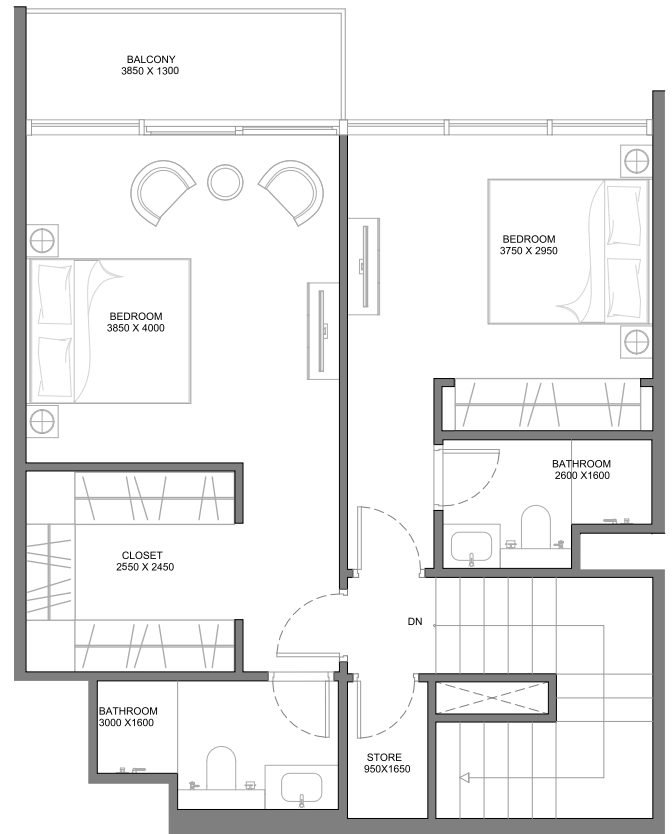 BALCONY
3850 X 1300
BEDROOM
3750 X 2950
BEDROOM
3850 X 4000
BATHROOM
2600 X1600
CLOSET
2550 X 2450
DN
BATHROOM
3000 X1600
STORE
950X1650